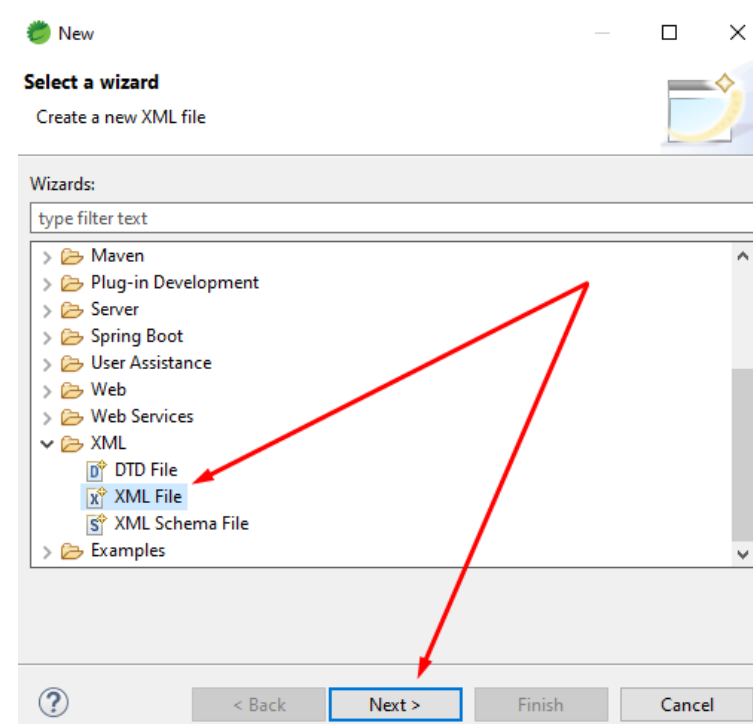 New
Select a wizard
Create a new XML file
Wizards:
type filter text
Maven
Plug-in Development
Server
Spring Boot
User Assistance
Web
Web Services
XML
DTD File
XML File
XML Schema File
Examples
< Back Next > Finish Cancel